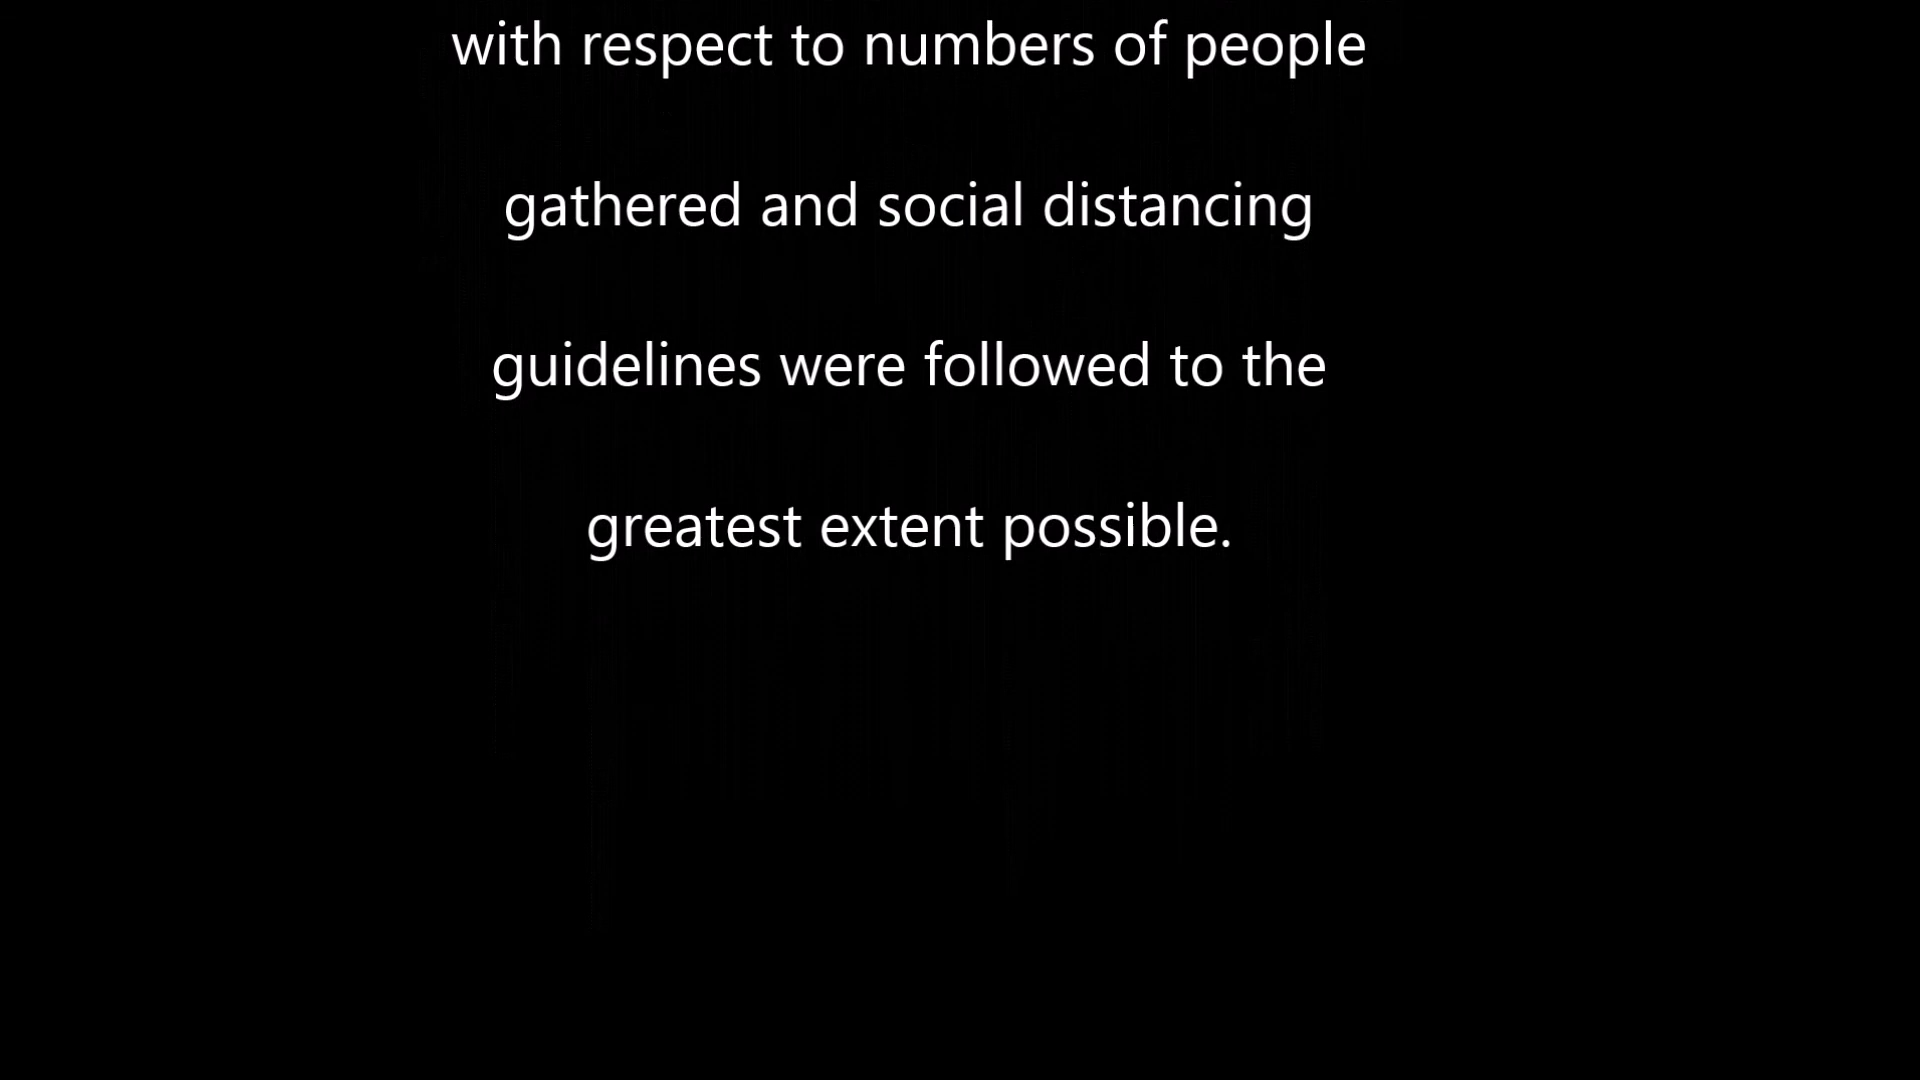 with respect to numbers of people
gathered and social distancing
guidelines were followed to the
greatest extent possible.